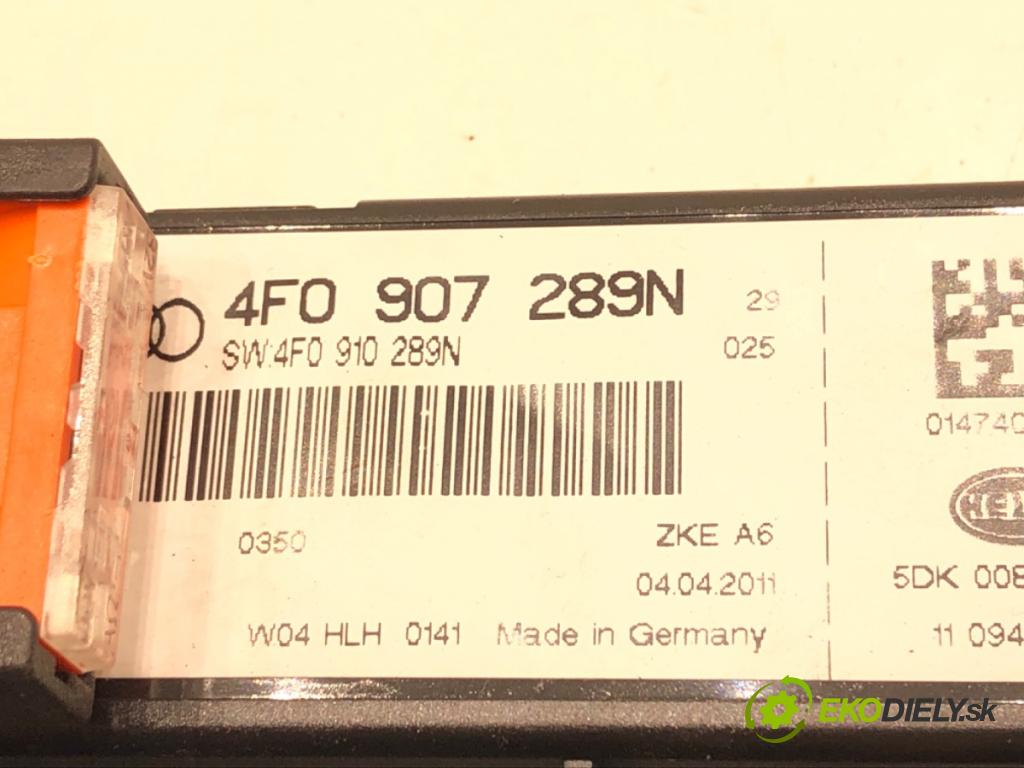 4F0 907 289N 29
SW:4F0 910 289N 025
0350 ZKE A6
04.04.2011
W.04 HLH 0141 Made in Germany
01474
5DK 008
11 094
EKODIELY.sk